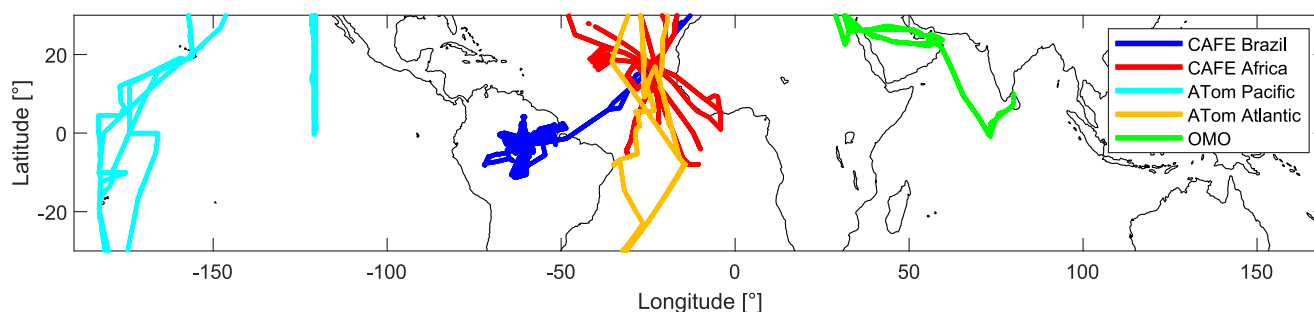 CAFE Brazil
CAFE Africa
ATom Pacific
ATom Atlantic
OMO
Latitude [°]
20
0
-20
-150
-100
-50
0
50
100
150
Longitude [°]